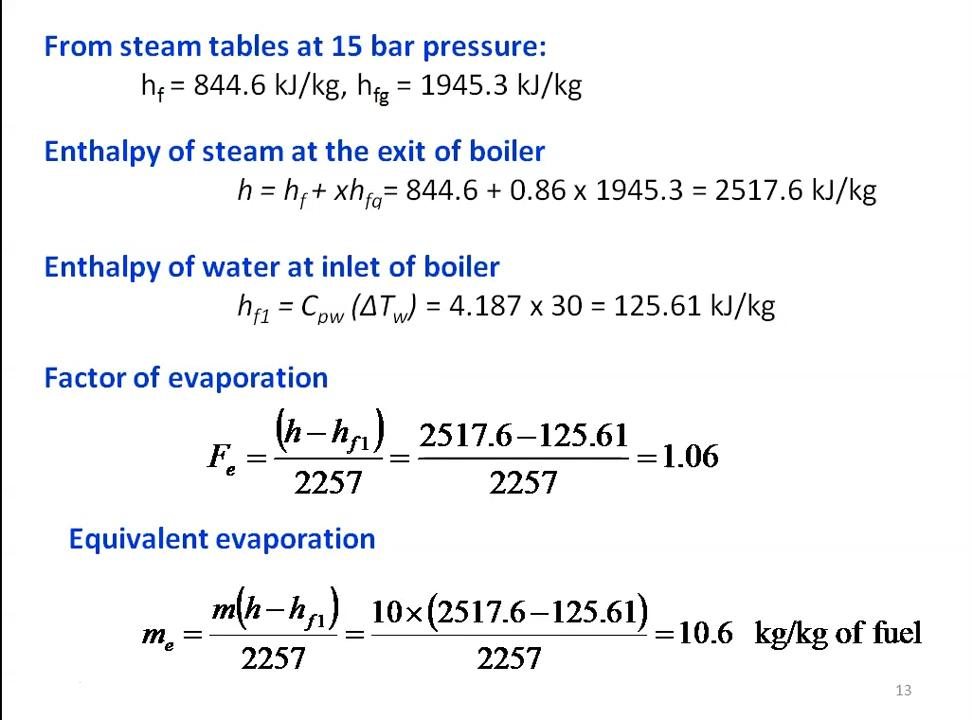 From steam tables at 15 bar pressure:
h_f = 844.6 kJ/kg, h_fg = 1945.3 kJ/kg
Enthalpy of steam at the exit of boiler
h = h_f + xh_fg= 844.6 + 0.86 x 1945.3 = 2517.6 kJ/kg
Enthalpy of water at inlet of boiler
h_f1 = C_pw (ΔT_w) = 4.187 x 30 = 125.61 kJ/kg
Factor of evaporation
F_e = (h − h_f1) / 2257 = (2517.6 − 125.61) / 2257 = 1.06
Equivalent evaporation
m_e = m(h − h_f1) / 2257 = 10×(2517.6 − 125.61) / 2257 = 10.6 kg/kg of fuel
13